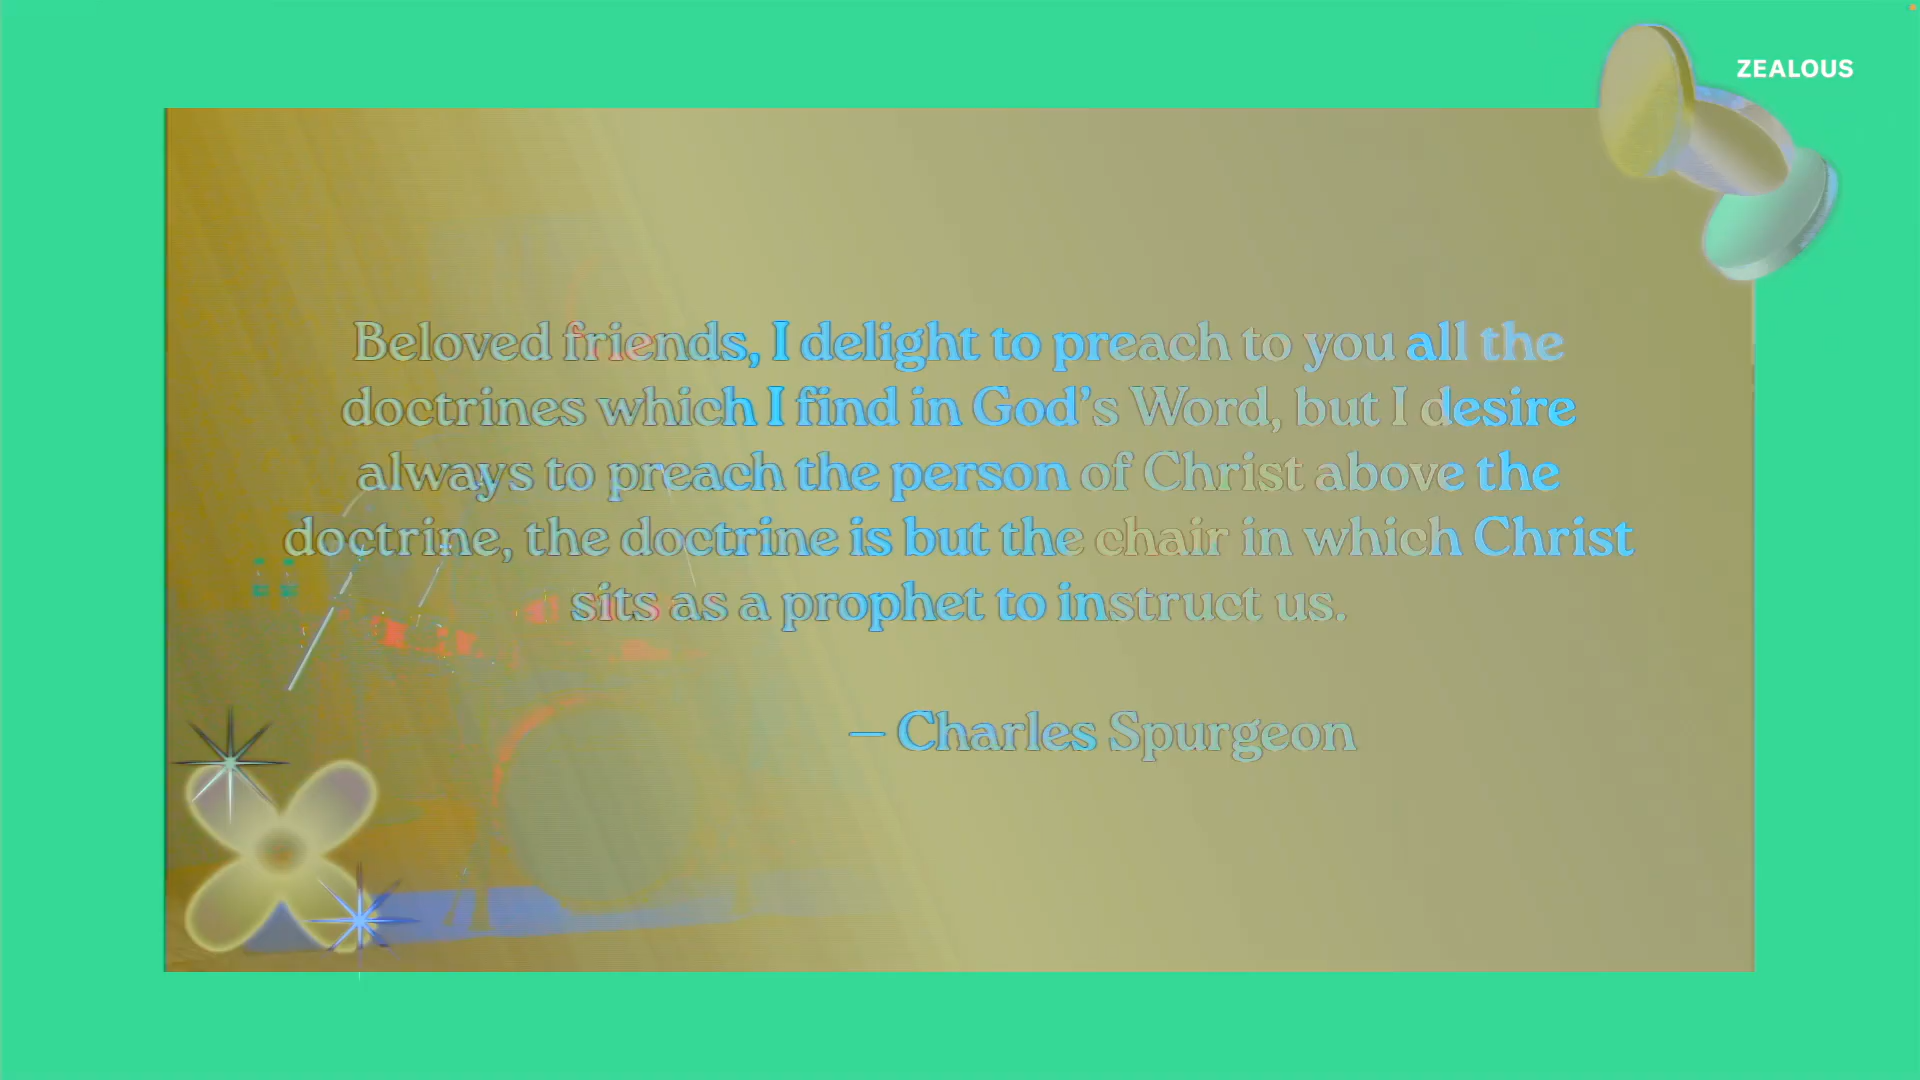 ZEALOUS
Beloved friends, I delight to preach to you all the
doctrines which I find in God’s Word, but I desire
always to preach the person of Christ above the
doctrine, the doctrine is but the chair in which Christ
sits as a prophet to instruct us.
– Charles Spurgeon